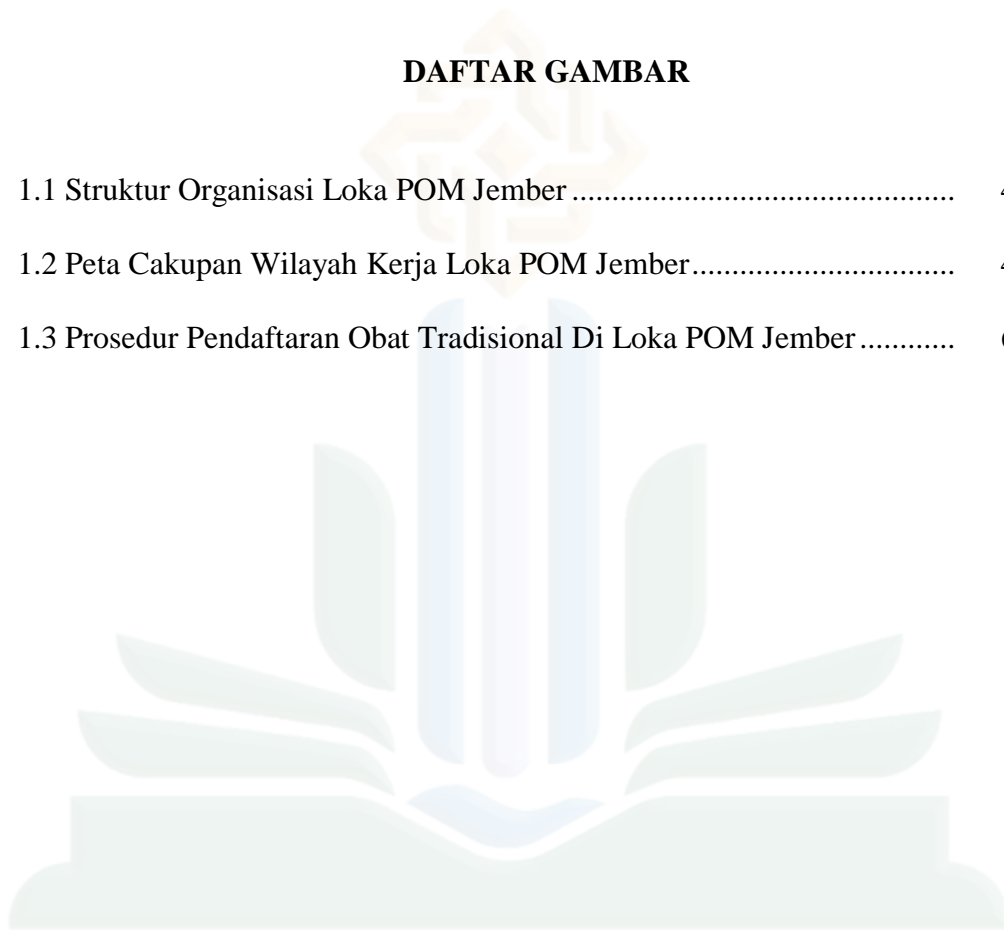 DAFTAR GAMBAR
1.1 Struktur Organisasi Loka POM Jember ................................................
1.2 Peta Cakupan Wilayah Kerja Loka POM Jember.................................
1.3 Prosedur Pendaftaran Obat Tradisional Di Loka POM Jember ............